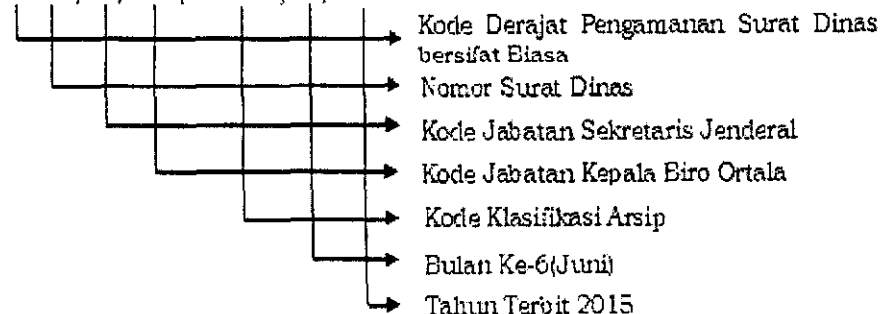 Kode Derajat Pengamanan Surat Dinas
bersifat Biasa
Nomor Surat Dinas
Kode Jabatan Sekretaris Jenderal
Kode Jabatan Kepala Biro Ortala
Kode Klasifikasi Arsip
Bulan Ke-6(Juni)
Tahun Terbit 2015